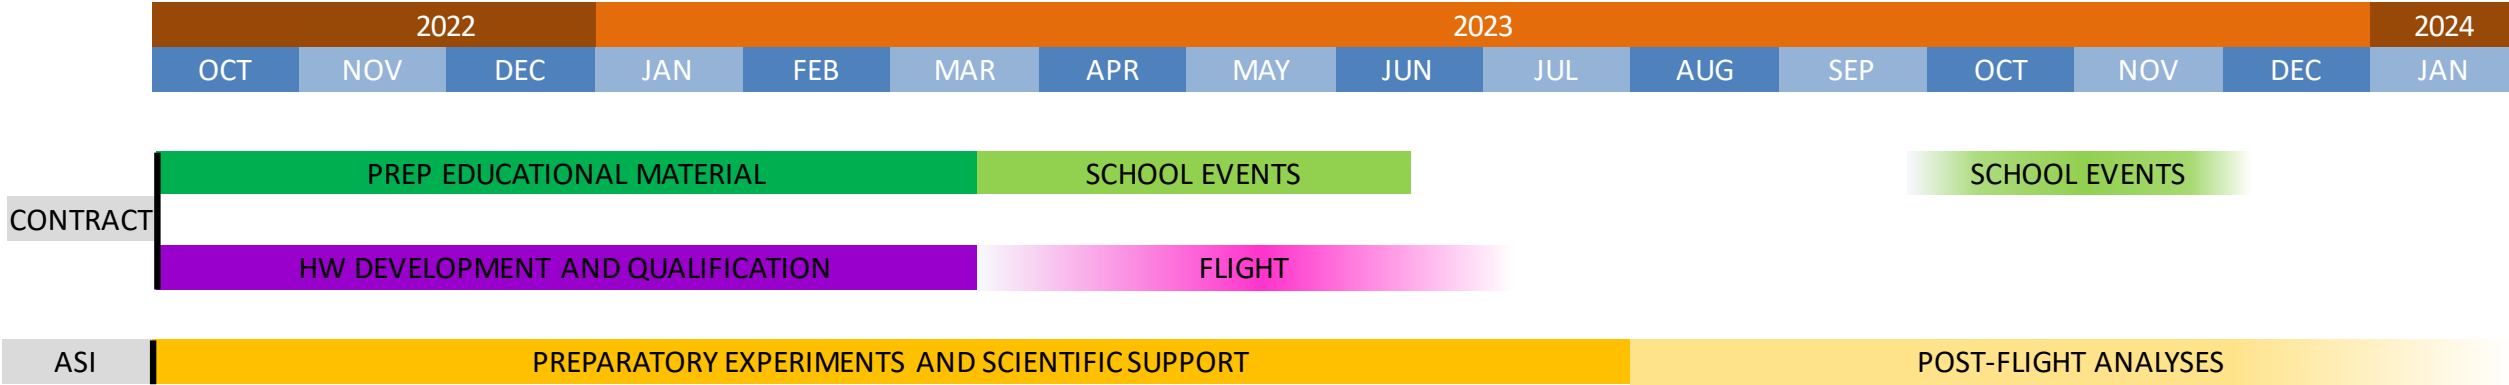 2022 2023 2024
OCT NOV DEC JAN FEB MAR APR MAY JUN JUL AUG SEP OCT NOV DEC JAN
PREP EDUCATIONAL MATERIAL SCHOOL EVENTS SCHOOL EVENTS
CONTRACT
HW DEVELOPMENT AND QUALIFICATION FLIGHT
ASI PREPARATORY EXPERIMENTS AND SCIENTIFIC SUPPORT POST-FLIGHT ANALYSES